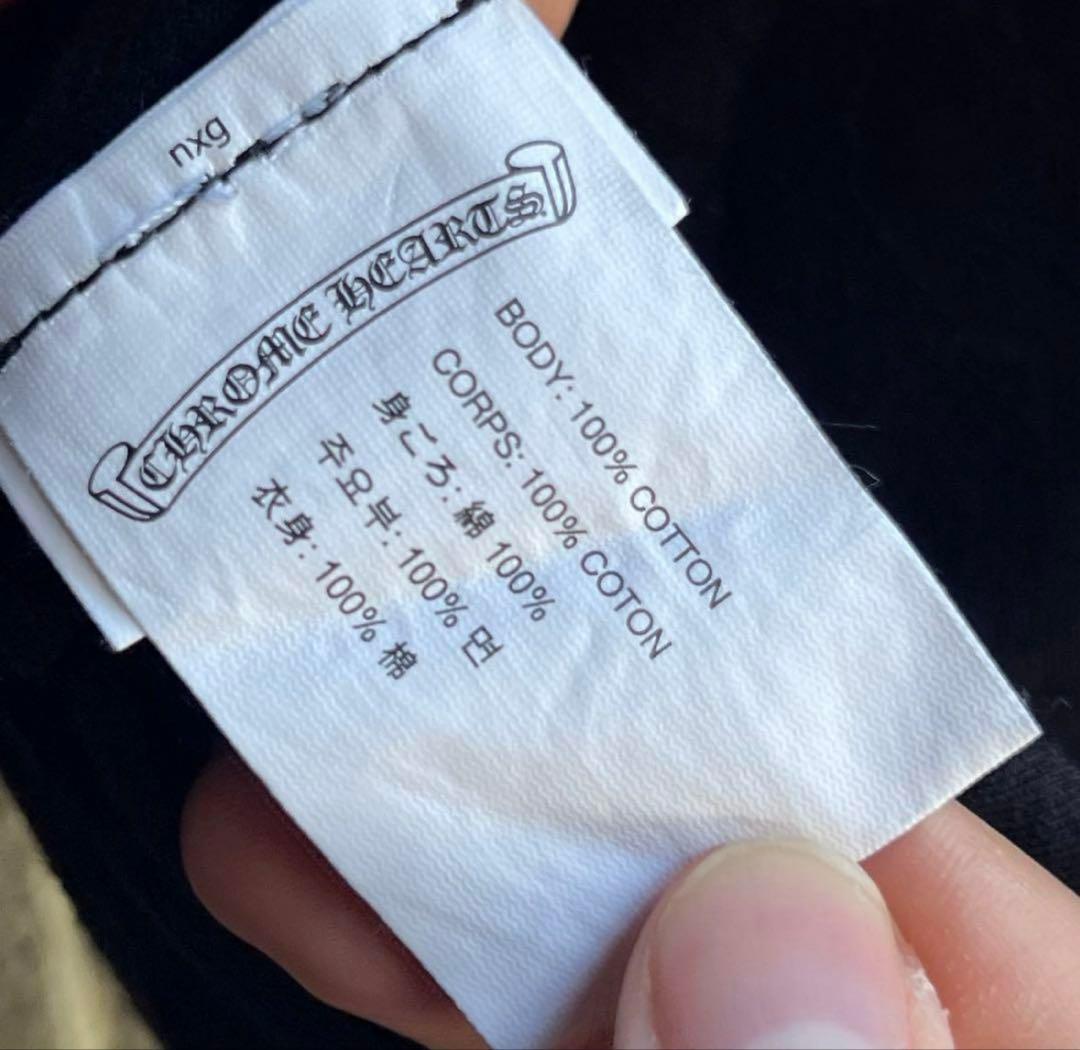 nxg
CHROME HEARTS
BODY: 100% COTTON
CORPS: 100% COTON
身ごろ: 綿 100%
주요부: 100% 면
衣身: 100% 棉